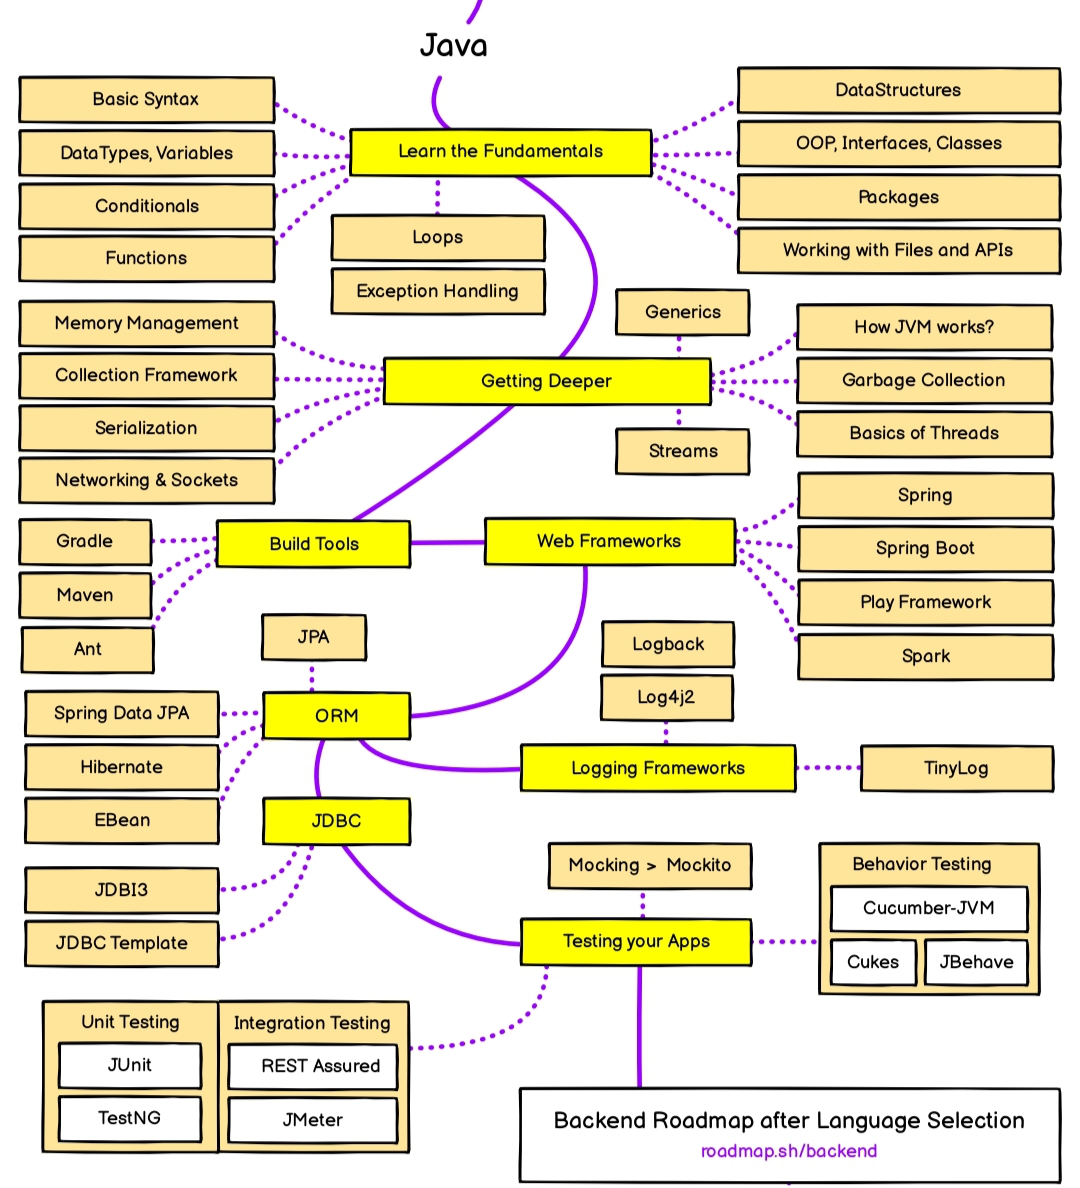 Java
Basic Syntax
DataTypes, Variables
Conditionals
Functions
Learn the Fundamentals
Loops
Exception Handling
DataStructures
OOP, Interfaces, Classes
Packages
Working with Files and APIs
Memory Management
Collection Framework
Serialization
Networking & Sockets
Generics
Getting Deeper
Streams
How JVM works?
Garbage Collection
Basics of Threads
Gradle
Maven
Ant
Build Tools
Web Frameworks
Spring
Spring Boot
Play Framework
Spark
JPA
Spring Data JPA
Hibernate
EBean
ORM
Logback
Log4j2
Logging Frameworks
TinyLog
JDBC
JDBI3
JDBC Template
Mocking > Mockito
Testing your Apps
Behavior Testing
Cucumber-JVM
Cukes
JBehave
Unit Testing
JUnit
TestNG
Integration Testing
REST Assured
JMeter
Backend Roadmap after Language Selection
roadmap.sh/backend